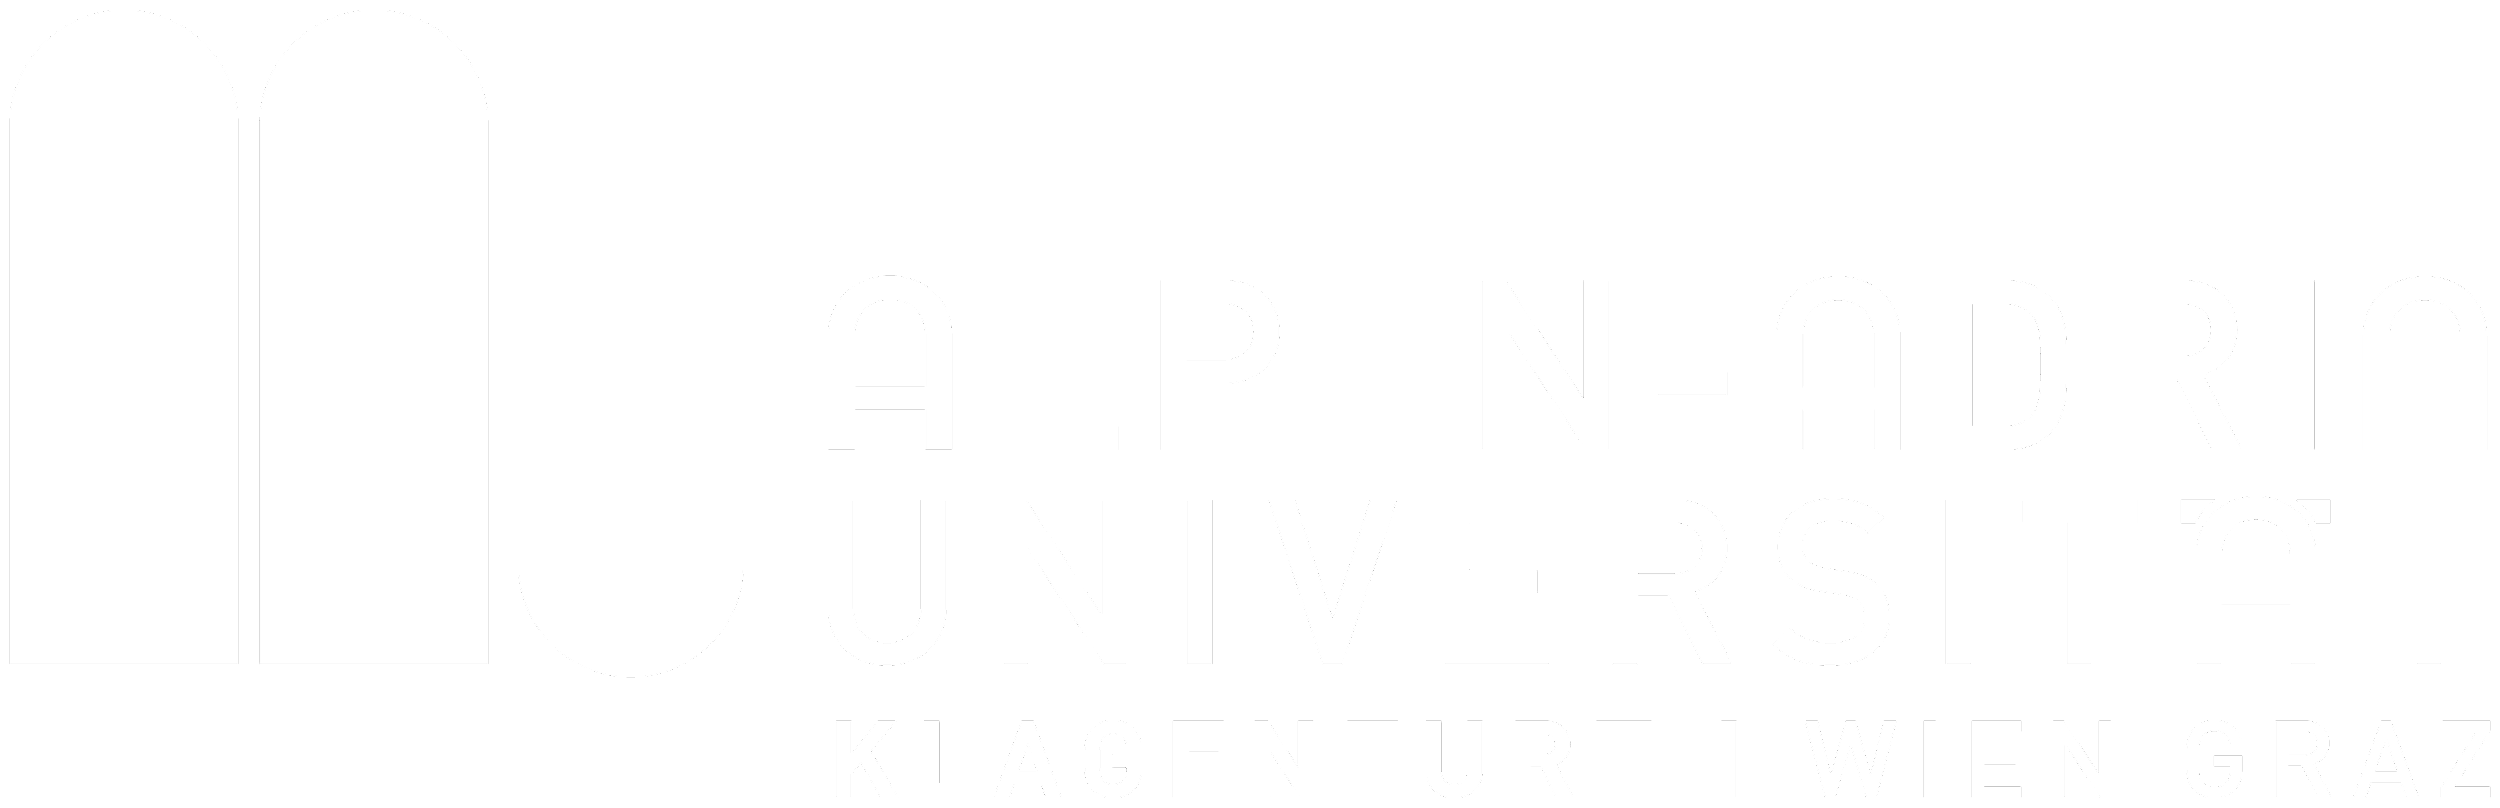 ALPEN-ADRIA
UNIVERSITÄT
KLAGENFURT I WIEN GRAZ